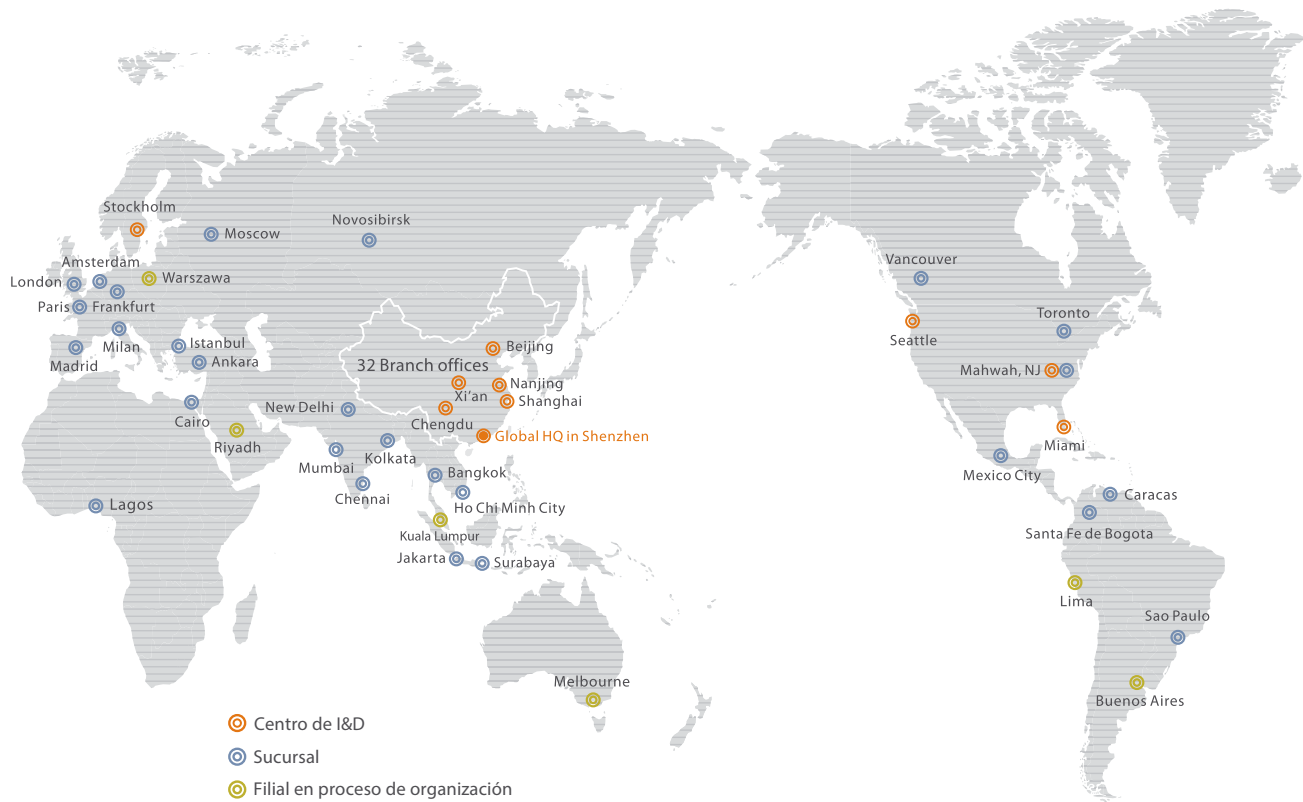 Stockholm
Moscow
Novosibirsk
Amsterdam
London
Warszawa
Paris
Frankfurt
Milan
Istanbul
Madrid
Ankara
32 Branch offices
Beijing
Xi'an
Nanjing
Shanghai
Chengdu
Global HQ in Shenzhen
New Delhi
Cairo
Riyadh
Mumbai
Kolkata
Chennai
Bangkok
Ho Chi Minh City
Lagos
Kuala Lumpur
Jakarta
Surabaya
Melbourne
Vancouver
Toronto
Seattle
Mahwah, NJ
Miami
Mexico City
Caracas
Santa Fe de Bogota
Lima
Sao Paulo
Buenos Aires
Centro de I&D
Sucursal
Filial en proceso de organización